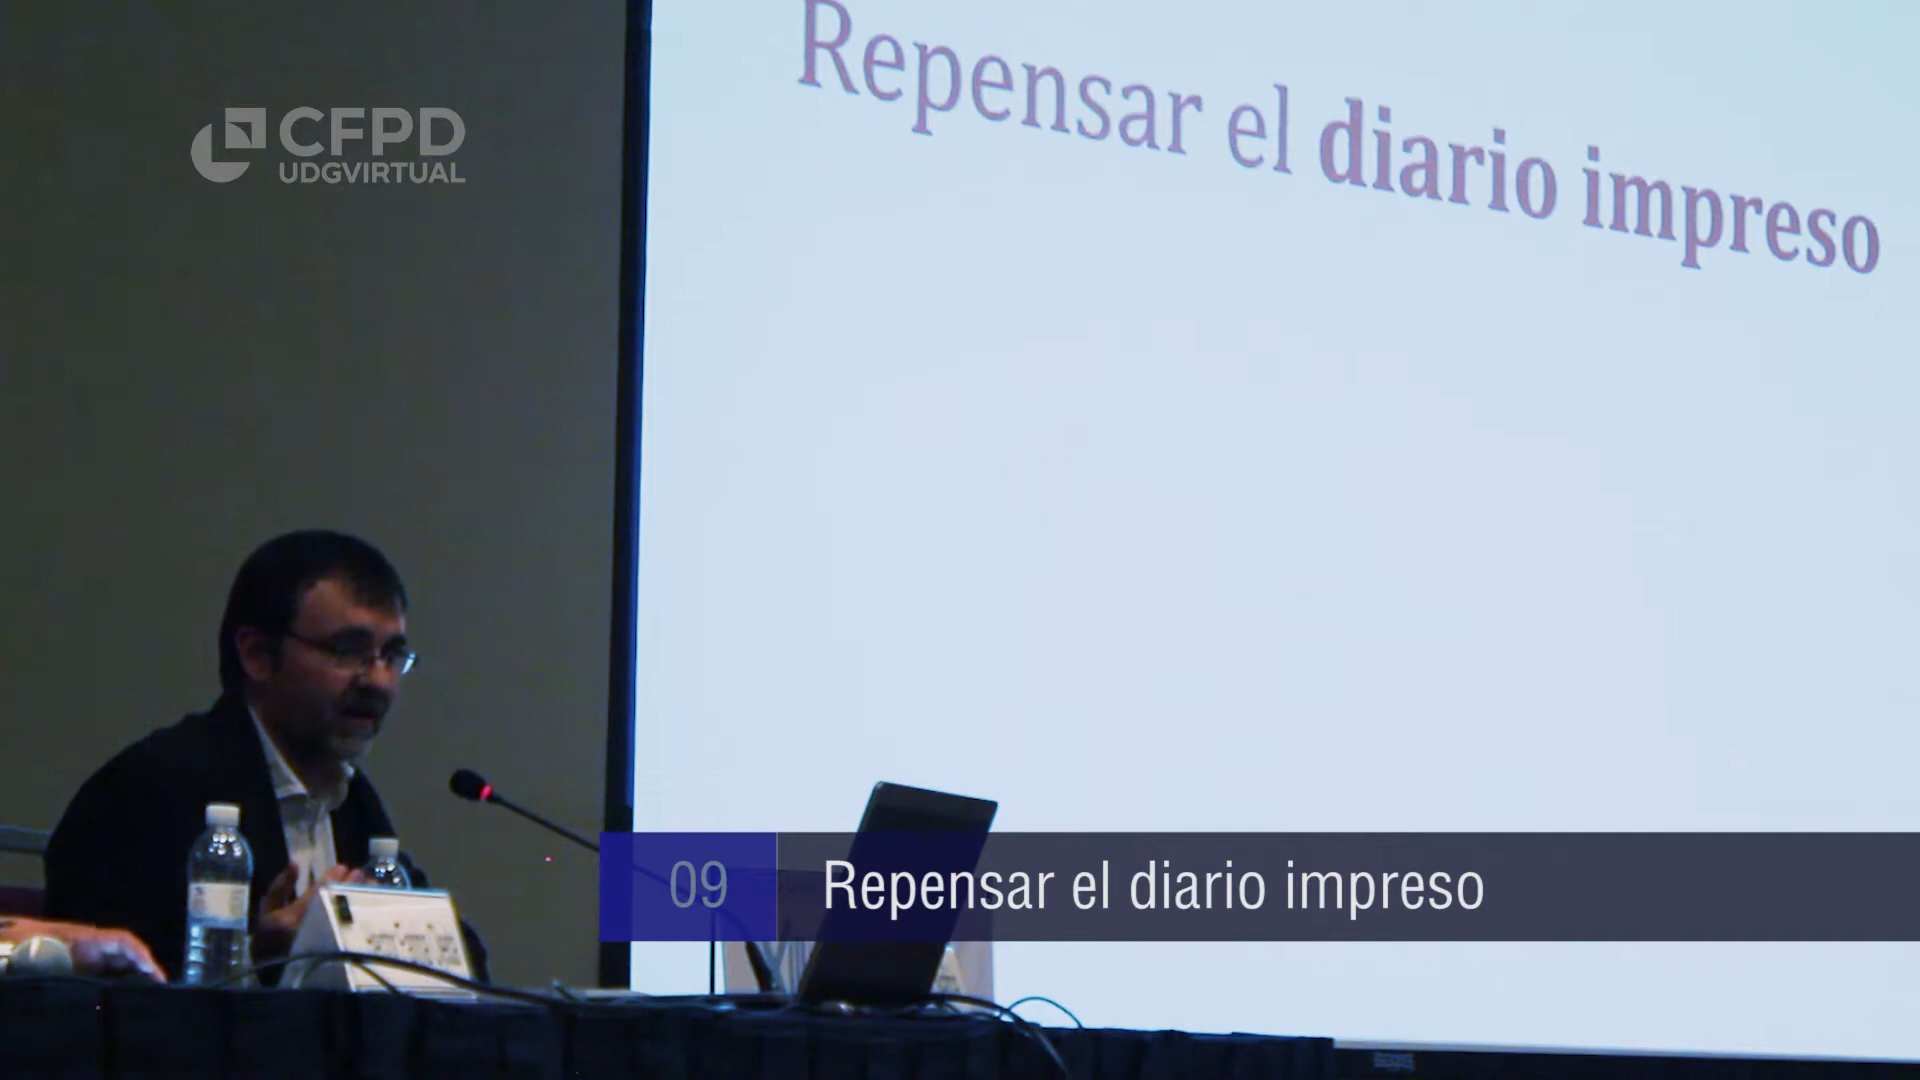 Repensar el diario impreso
CFPD
UDGVIRTUAL
09
Repensar el diario impreso